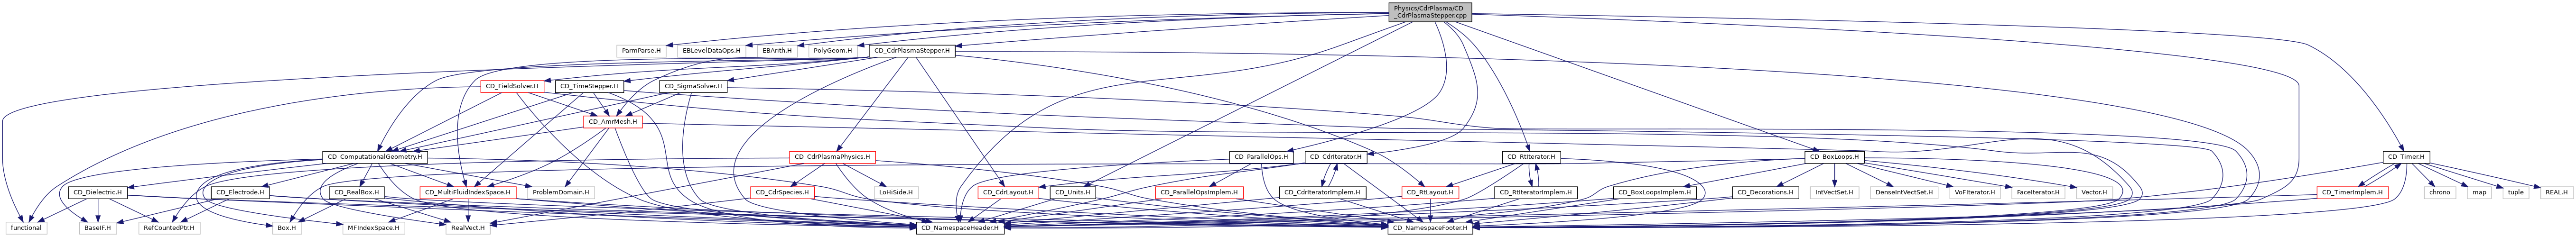 Physics/CdrPlasma/CD
_CdrPlasmaStepper.cpp
ParmParse.H
EBLevelDataOps.H
EBArith.H
PolyGeom.H
CD_CdrPlasmaStepper.H
CD_FieldSolver.H
CD_TimeStepper.H
CD_SigmaSolver.H
CD_AmrMesh.H
CD_ComputationalGeometry.H
CD_CdrPlasmaPhysics.H
CD_ParallelOps.H
CD_CdrIterator.H
CD_RtIterator.H
CD_BoxLoops.H
CD_Timer.H
CD_Dielectric.H
CD_Electrode.H
CD_RealBox.H
CD_MultiFluidIndexSpace.H
ProblemDomain.H
CD_CdrSpecies.H
LoHiSide.H
CD_CdrLayout.H
CD_Units.H
CD_ParallelOpsImplem.H
CD_CdrIteratorImplem.H
CD_RtLayout.H
CD_RtIteratorImplem.H
CD_BoxLoopsImplem.H
CD_Decorations.H
IntVectSet.H
DenseIntVectSet.H
VoFIterator.H
FaceIterator.H
Vector.H
CD_TimerImplem.H
chrono
map
tuple
REAL.H
functional
BaseIF.H
RefCountedPtr.H
Box.H
MFIndexSpace.H
RealVect.H
CD_NamespaceHeader.H
CD_NamespaceFooter.H